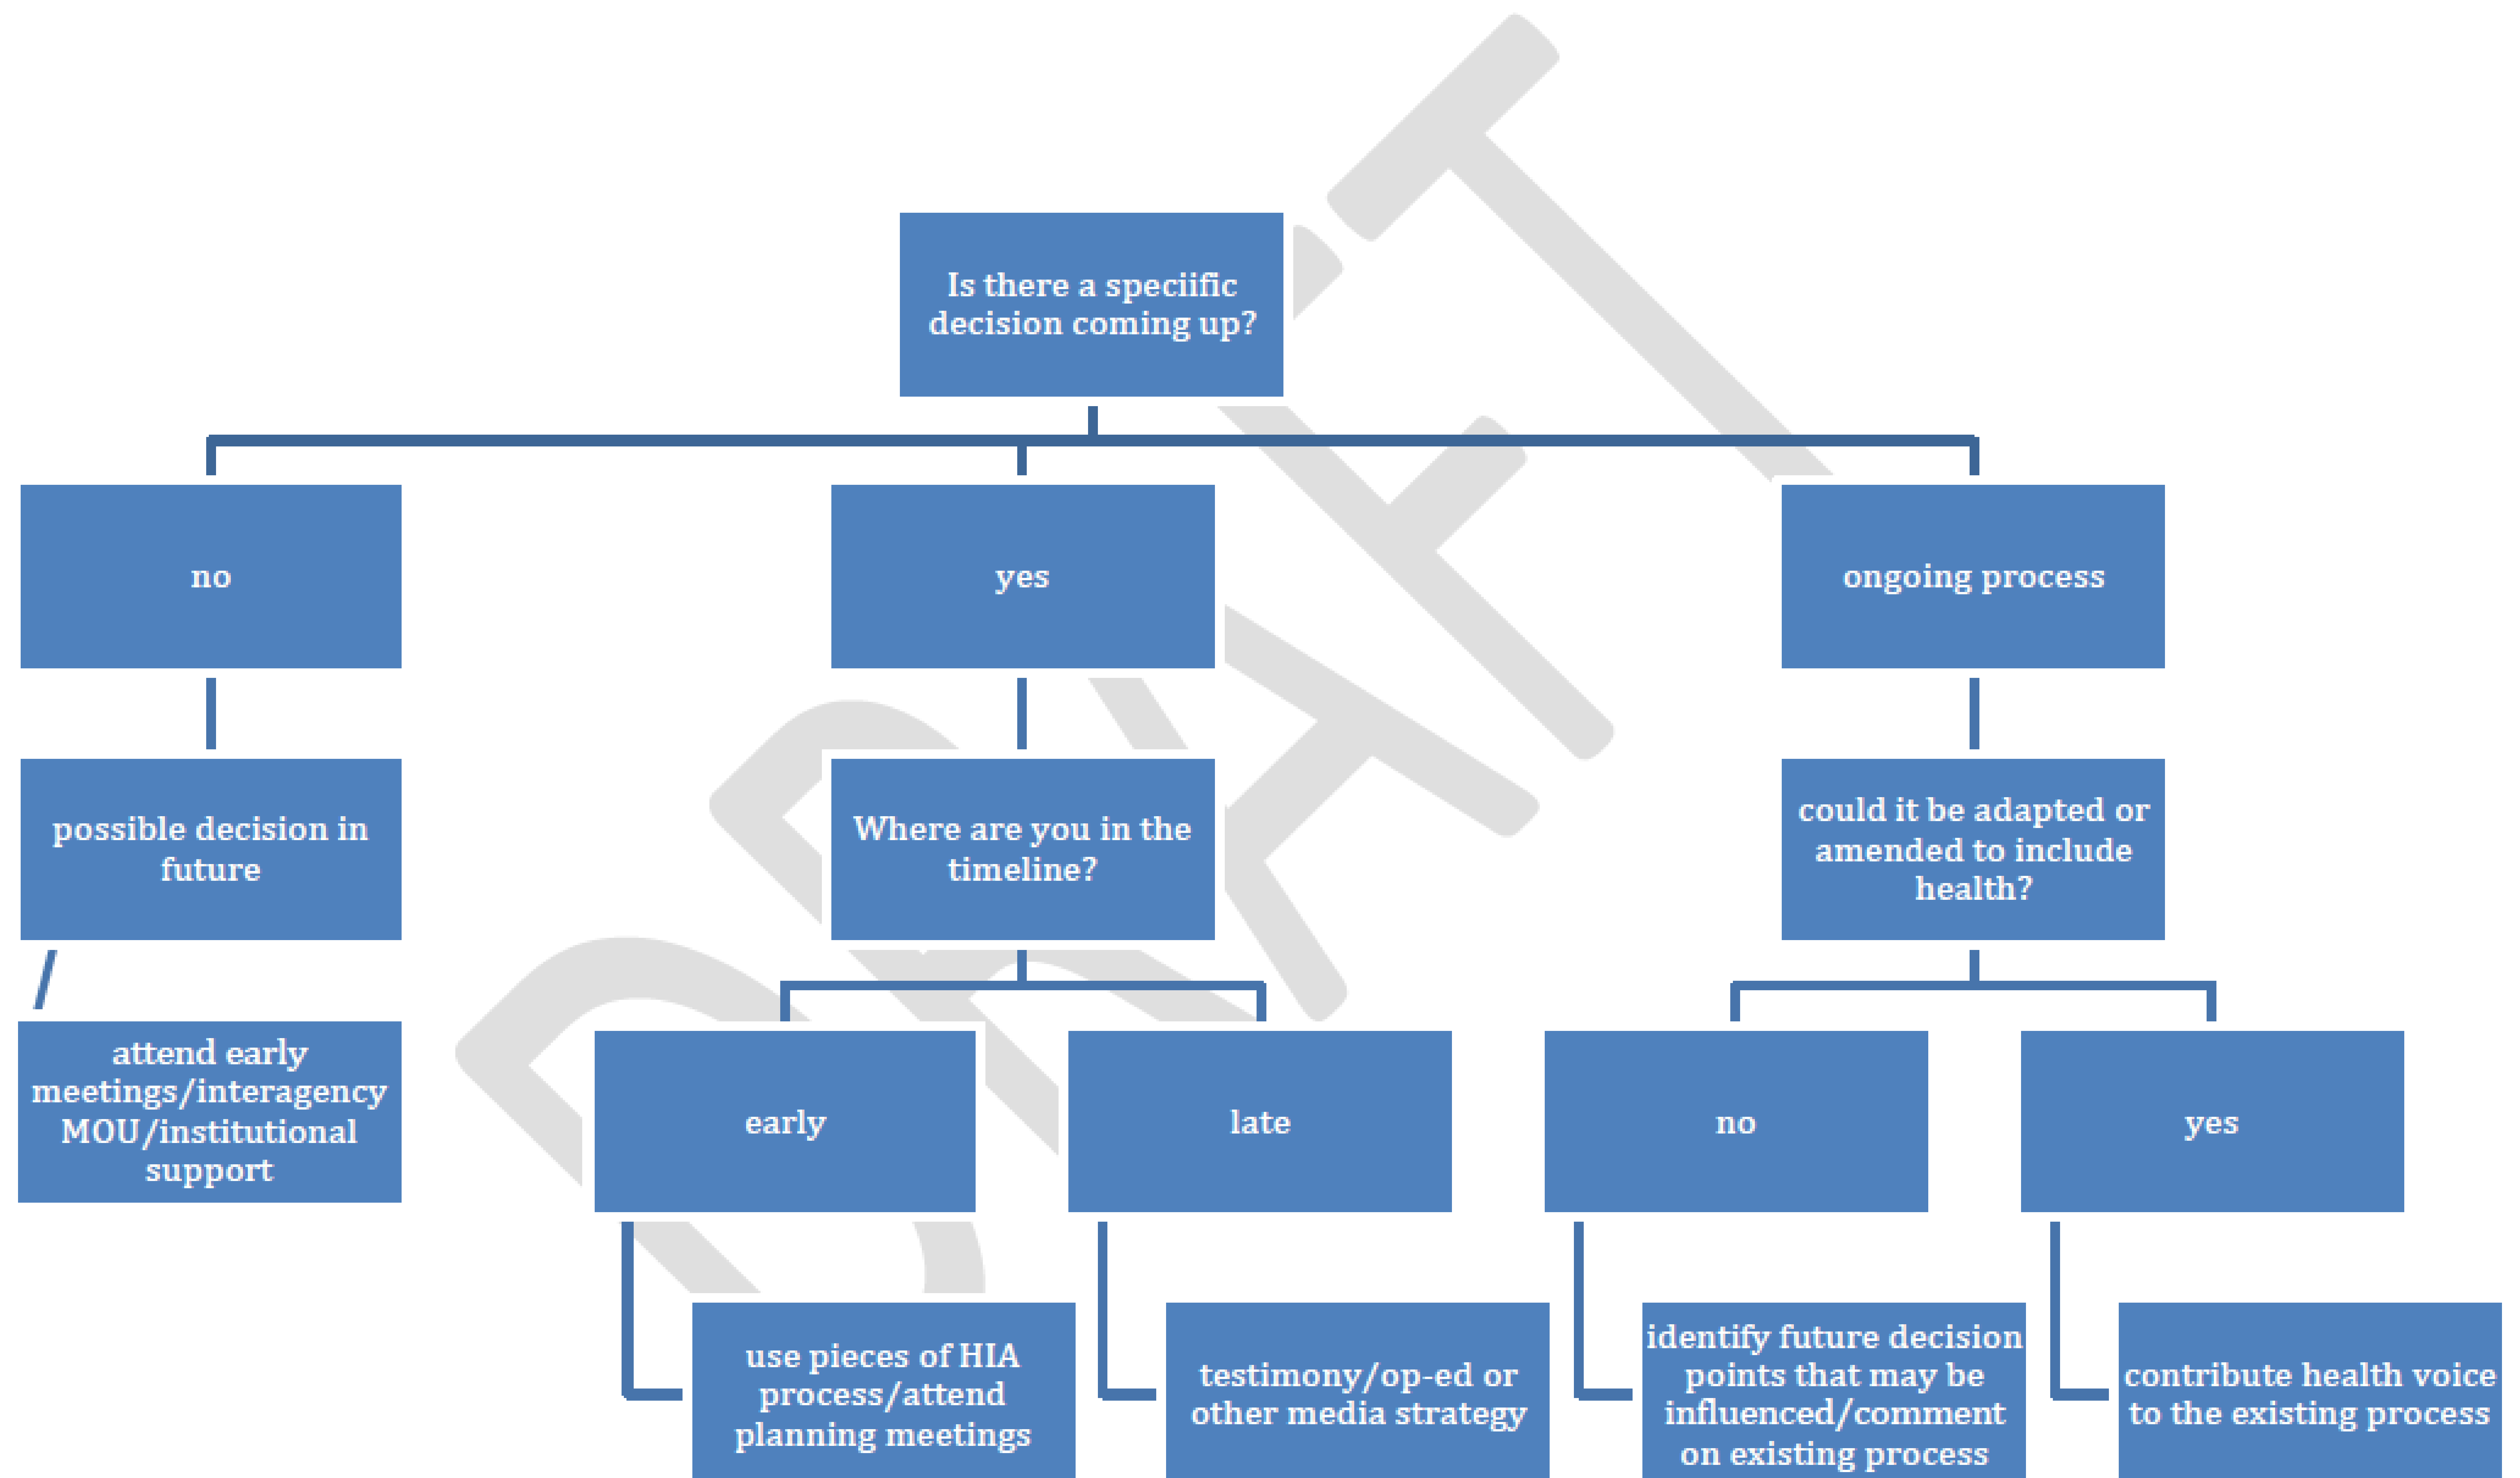 Is there a speciific
decision coming up?
no
yes
ongoing process
possible decision in
future
Where are you in the
timeline?
could it be adapted or
amended to include
health?
attend early
meetings/interagency
MOU/institutional
support
early
late
no
yes
use pieces of HIA
process/attend
planning meetings
testimony/op-ed or
other media strategy
identify future decision
points that may be
influenced/comment
on existing process
contribute health voice
to the existing process
DRAFT